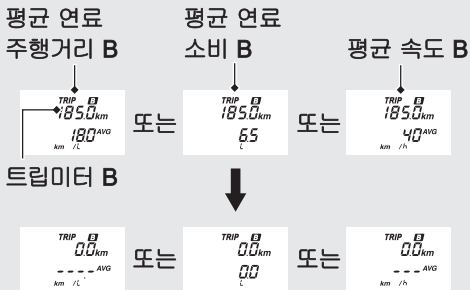 평균 연료
주행거리 B
평균 연료
소비 B
평균 속도 B
TRIP B
185.0km
18.0 AVG
km /L
또는
TRIP B
185.0km
6.5
L
또는
TRIP B
185.0km
40 AVG
km /h
트립미터 B
TRIP B
0.0km
---- AVG
km /L
또는
TRIP B
0.0km
0.0
L
또는
TRIP B
0.0km
--- AVG
km /h